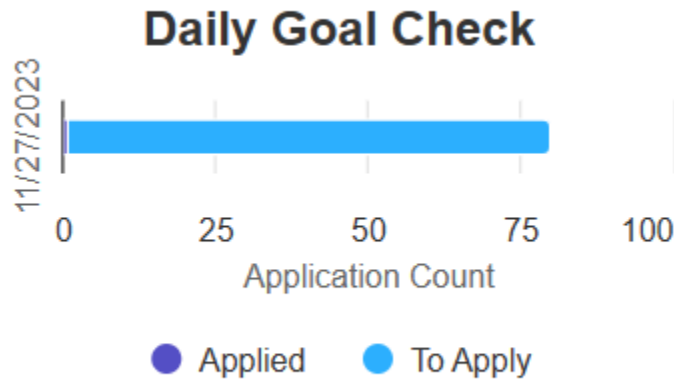 Daily Goal Check
11/27/2023
0 25 50 75 100
Application Count
Applied To Apply